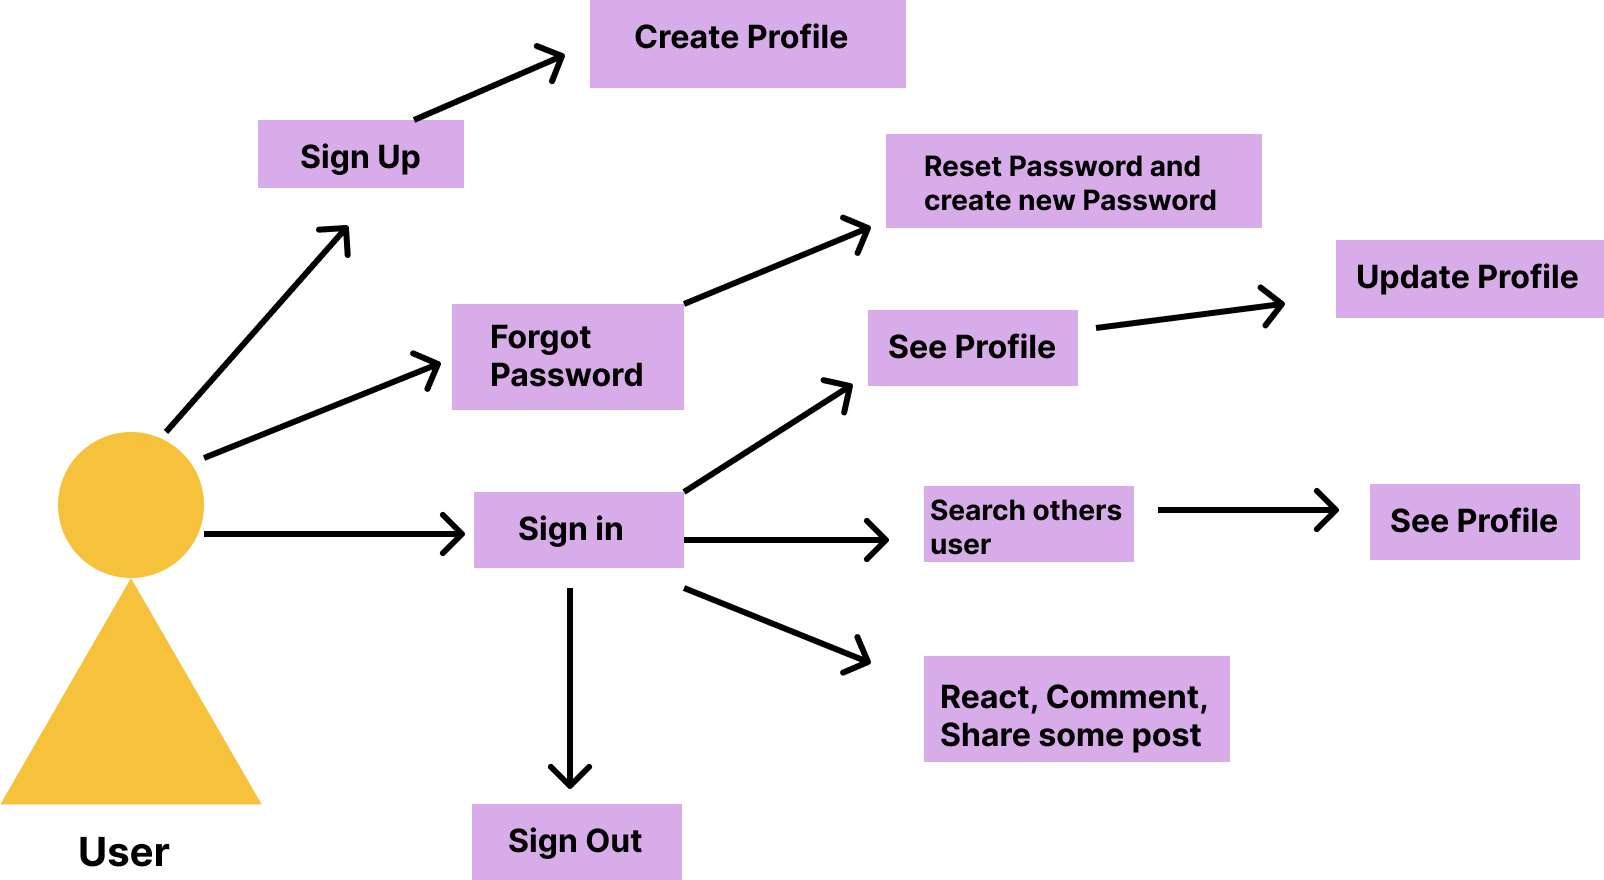 Create Profile
Sign Up
Reset Password and
create new Password
Update Profile
Forgot
Password
See Profile
Sign in
Search others
user
See Profile
React, Comment,
Share some post
Sign Out
User